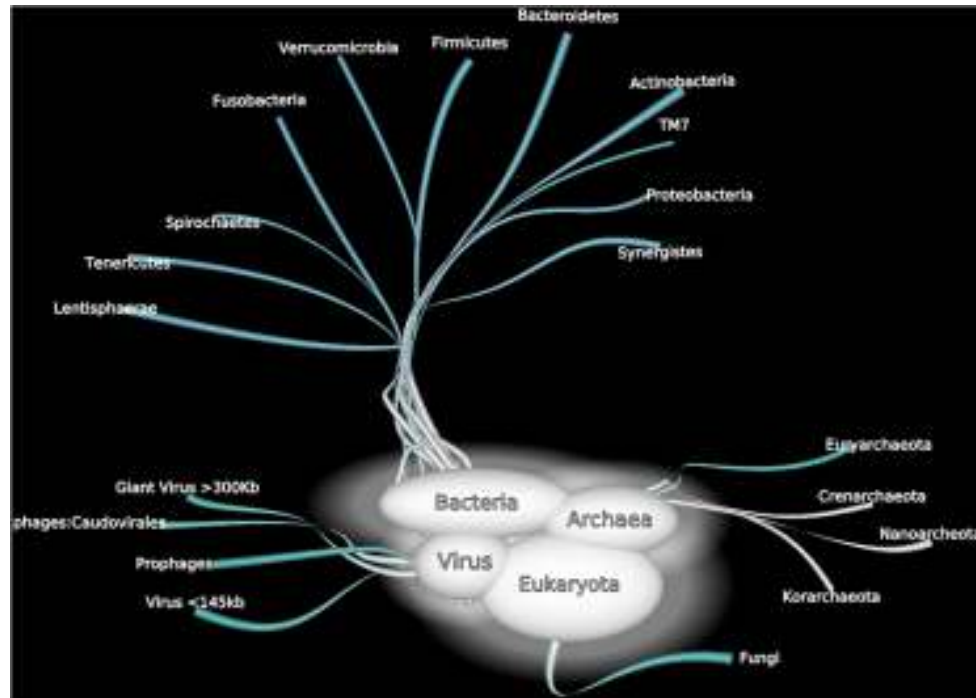 Bacteroidetes
Verrucomicrobia
Firmicutes
Actinobacteria
Fusobacteria
TM7
Proteobacteria
Spirochaetes
Synergistes
Tenericutes
Lentisphaerae
Euryarchaeota
Giant Virus >300Kb
Bacteria
Crenarchaeota
Archaea
ophages:Caudovirales
Nanoarcheota
Prophages
Virus
Eukaryota
Virus <145kb
Korarchaeota
Fungi